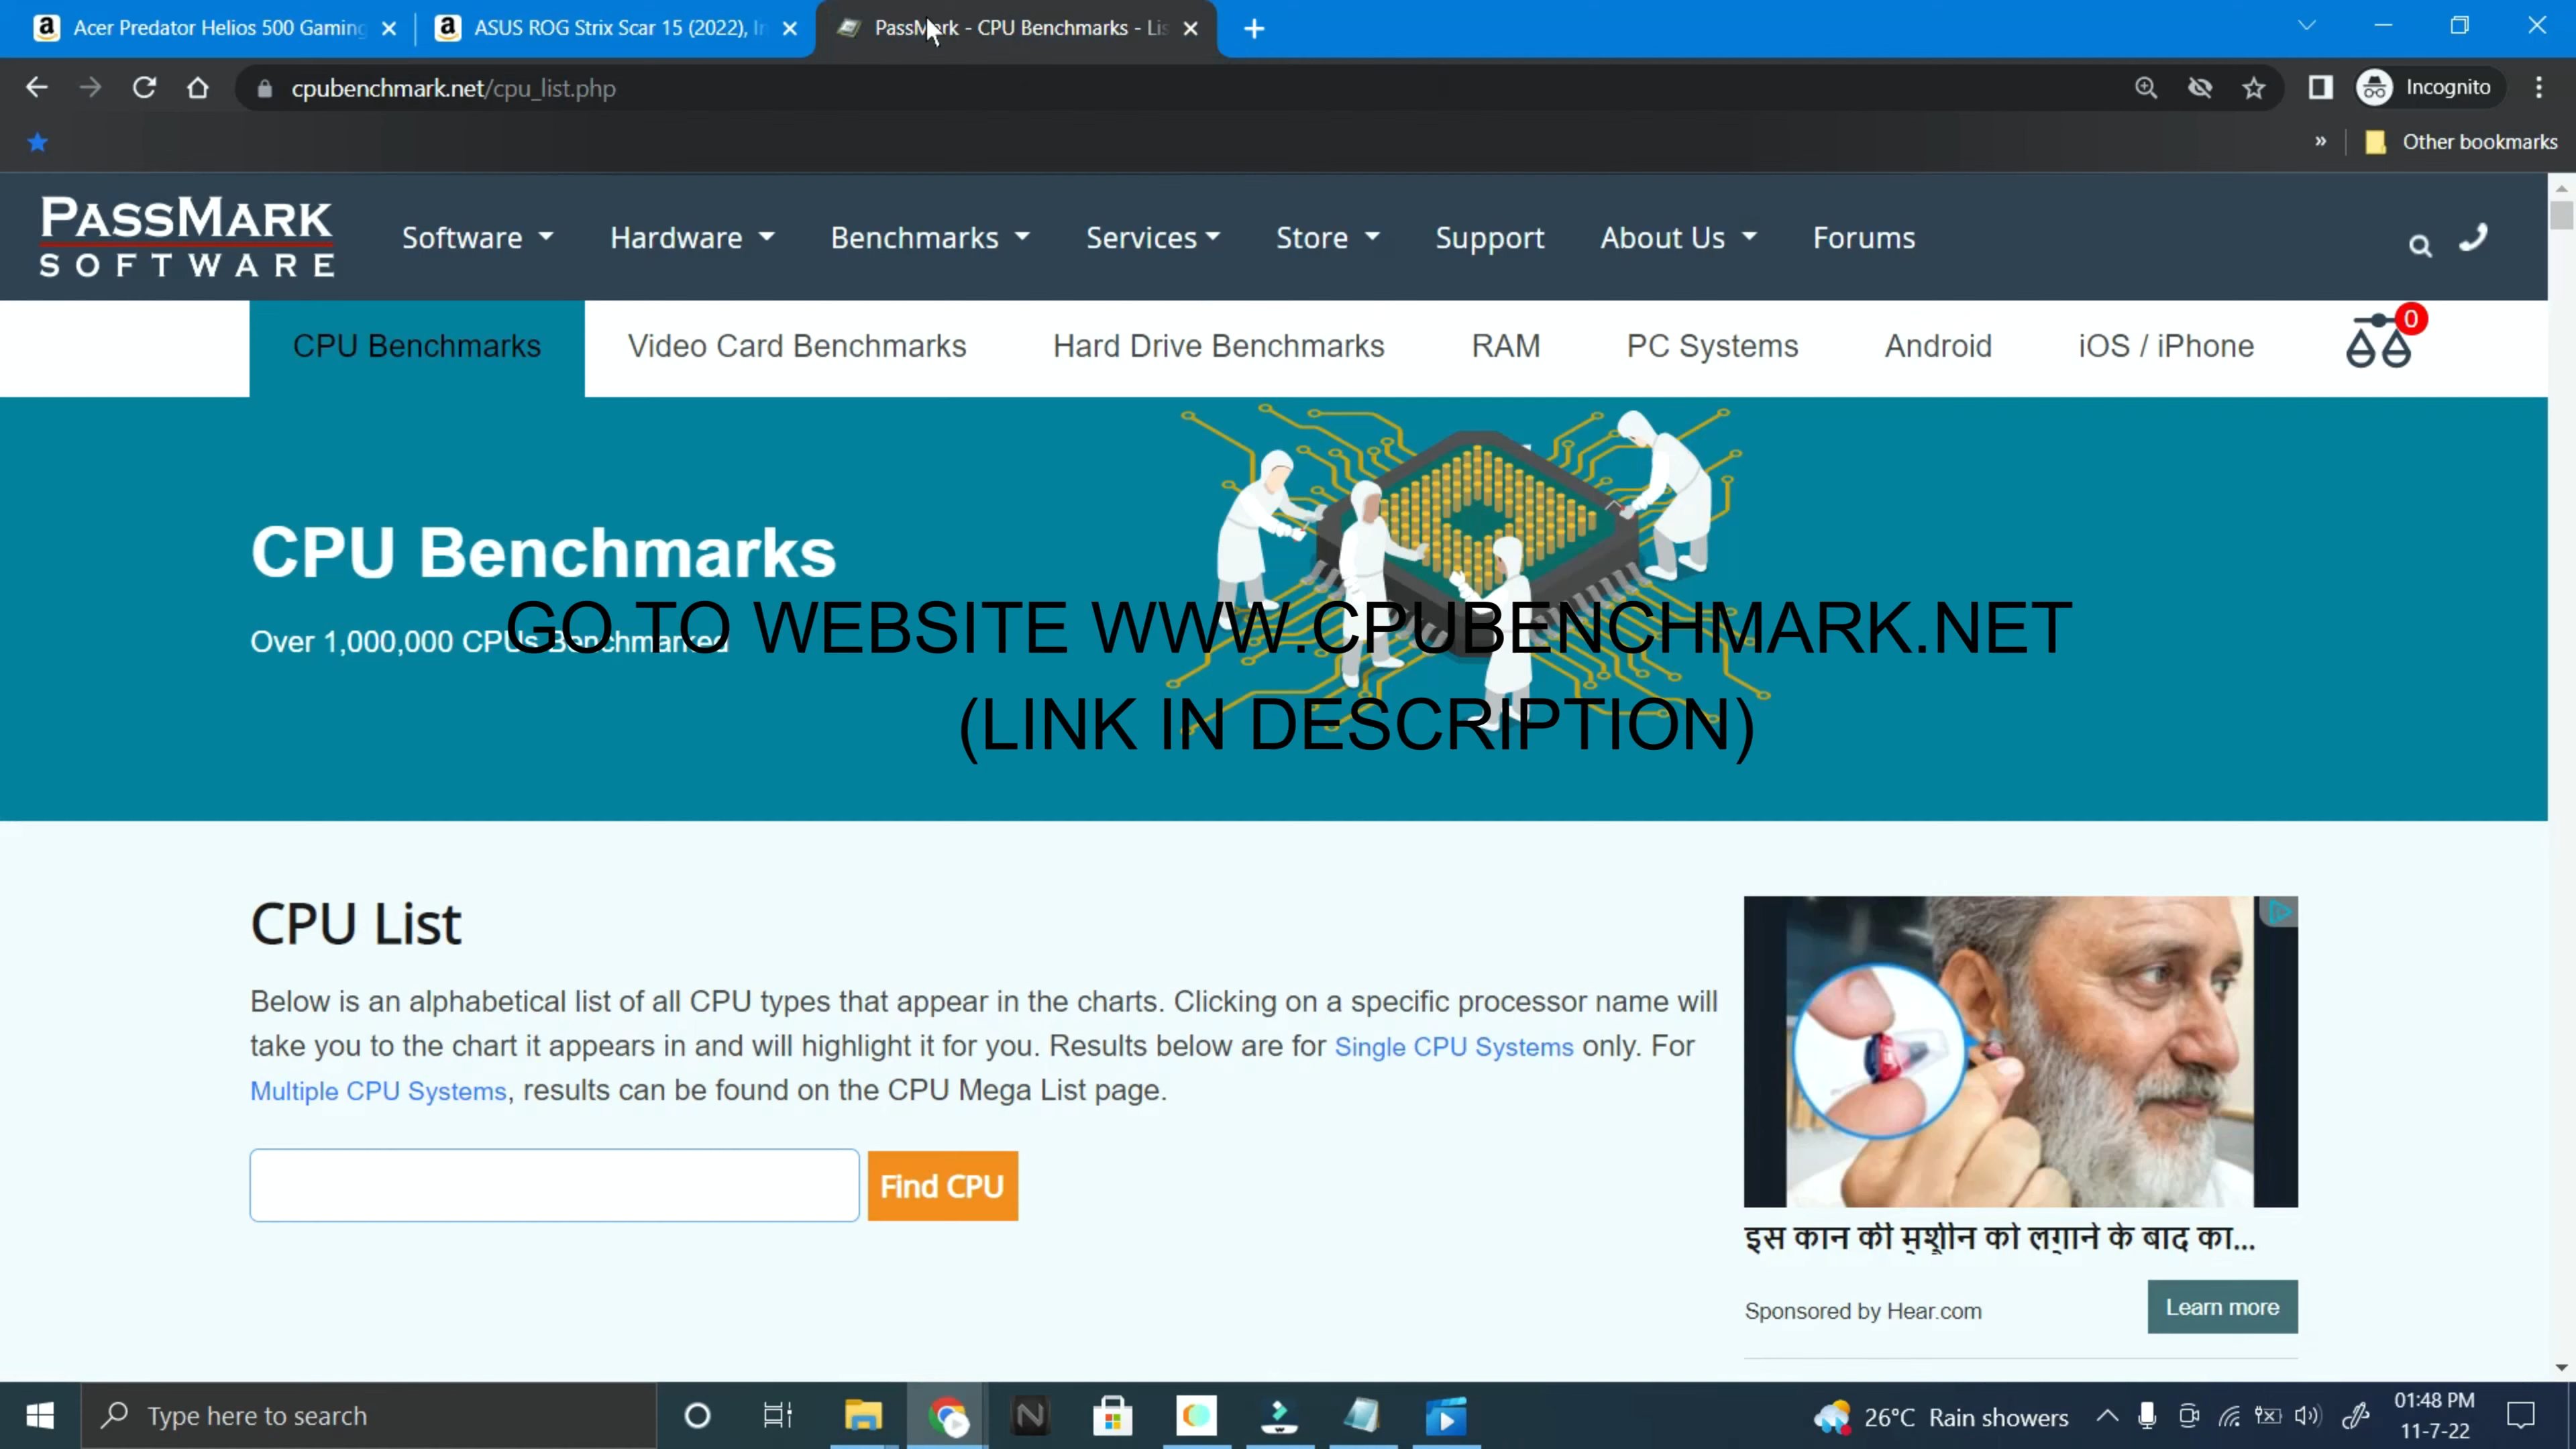 Acer Predator Helios 500 Gaming
ASUS ROG Strix Scar 15 (2022), In
PassMark - CPU Benchmarks - Lis
cpubenchmark.net/cpu_list.php
Incognito
» Other bookmarks
PASSMARK
SOFTWARE
Software
Hardware
Benchmarks
Services
Store
Support
About Us
Forums
CPU Benchmarks
Video Card Benchmarks
Hard Drive Benchmarks
RAM
PC Systems
Android
iOS / iPhone
0
CPU Benchmarks
Over 1,000,000 CPUs Benchmarked
GO TO WEBSITE WWW.CPUBENCHMARK.NET
(LINK IN DESCRIPTION)
CPU List
Below is an alphabetical list of all CPU types that appear in the charts. Clicking on a specific processor name will
take you to the chart it appears in and will highlight it for you. Results below are for Single CPU Systems only. For
Multiple CPU Systems, results can be found on the CPU Mega List page.
Find CPU
इस कान की मशीन को लगाने के बाद का...
Sponsored by Hear.com
Learn more
Type here to search
26°C Rain showers
01:48 PM
11-7-22